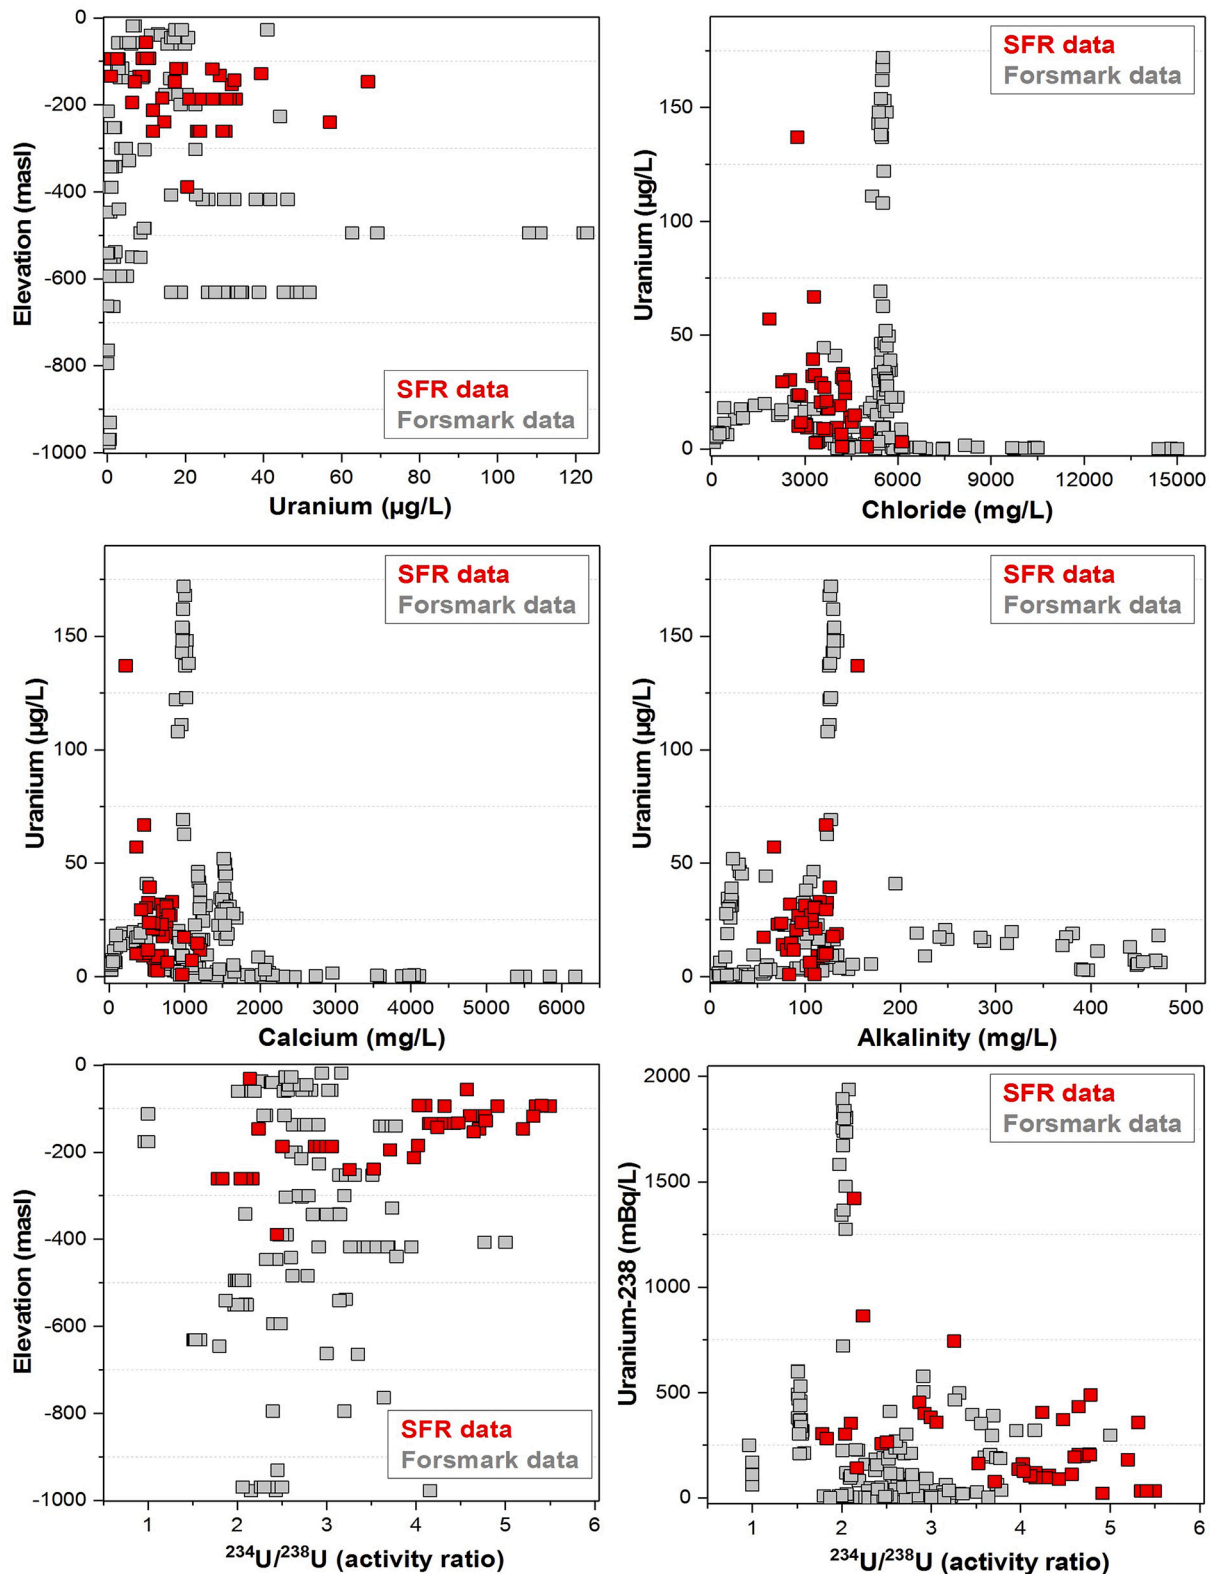 0
-200
-400
-600
-800
-1000
Elevation (masl)
SFR data
Forsmark data
0 20 40 60 80 100 120
Uranium (µg/L)
150
100
50
0
Uranium (µg/L)
SFR data
Forsmark data
0 3000 6000 9000 12000 15000
Chloride (mg/L)
150
100
50
0
Uranium (µg/L)
SFR data
Forsmark data
0 1000 2000 3000 4000 5000 6000
Calcium (mg/L)
150
100
50
0
Uranium (µg/L)
SFR data
Forsmark data
0 100 200 300 400 500
Alkalinity (mg/L)
0
-200
-400
-600
-800
-1000
Elevation (masl)
SFR data
Forsmark data
1 2 3 4 5 6
²³⁴U/²³⁸U (activity ratio)
2000
1500
1000
500
0
Uranium-238 (mBq/L)
SFR data
Forsmark data
1 2 3 4 5 6
²³⁴U/²³⁸U (activity ratio)